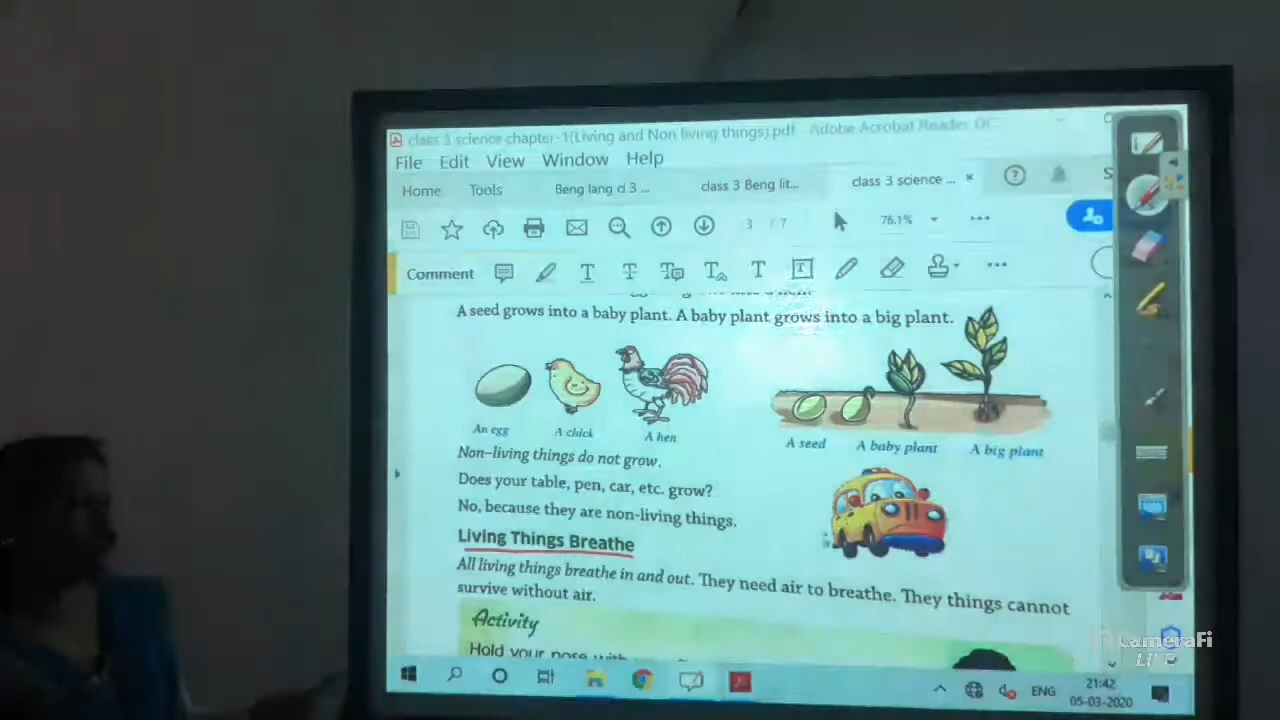 class 3 science chapter-1(Living and Non living things).pdf - Adobe Acrobat Reader DC
File Edit View Window Help
Home Tools Beng lang cl 3 ... class 3 Beng lit... class 3 science ... × ?
3 / 7 76.1%
Comment
A seed grows into a baby plant. A baby plant grows into a big plant.
An egg A chick A hen
A seed A baby plant A big plant
Non-living things do not grow.
Does your table, pen, car, etc. grow?
No, because they are non-living things.
Living Things Breathe
All living things breathe in and out. They need air to breathe. They things cannot
survive without air.
Activity
Hold your nose with
CameraFi
LIVE
ENG 21:42
05-03-2020